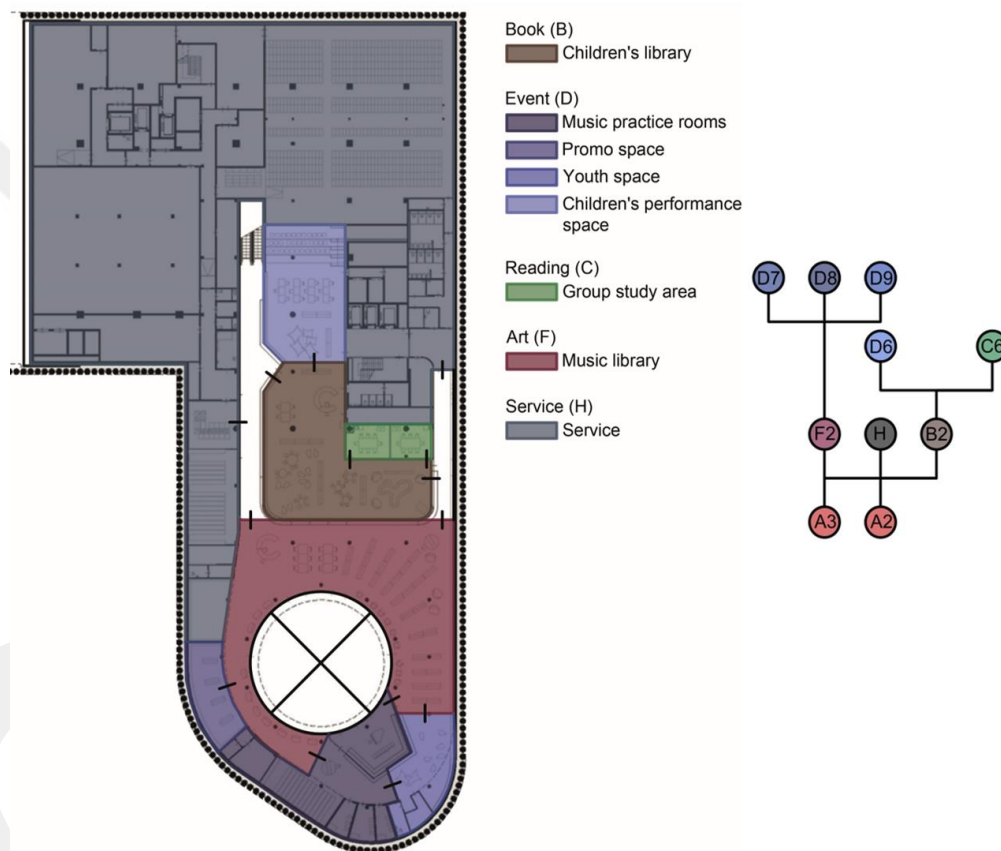 Book (B)
Children's library
Event (D)
Music practice rooms
Promo space
Youth space
Children's performance
space
Reading (C)
Group study area
Art (F)
Music library
Service (H)
Service
D7 D8 D9
D6 C6
F2 H B2
A3 A2